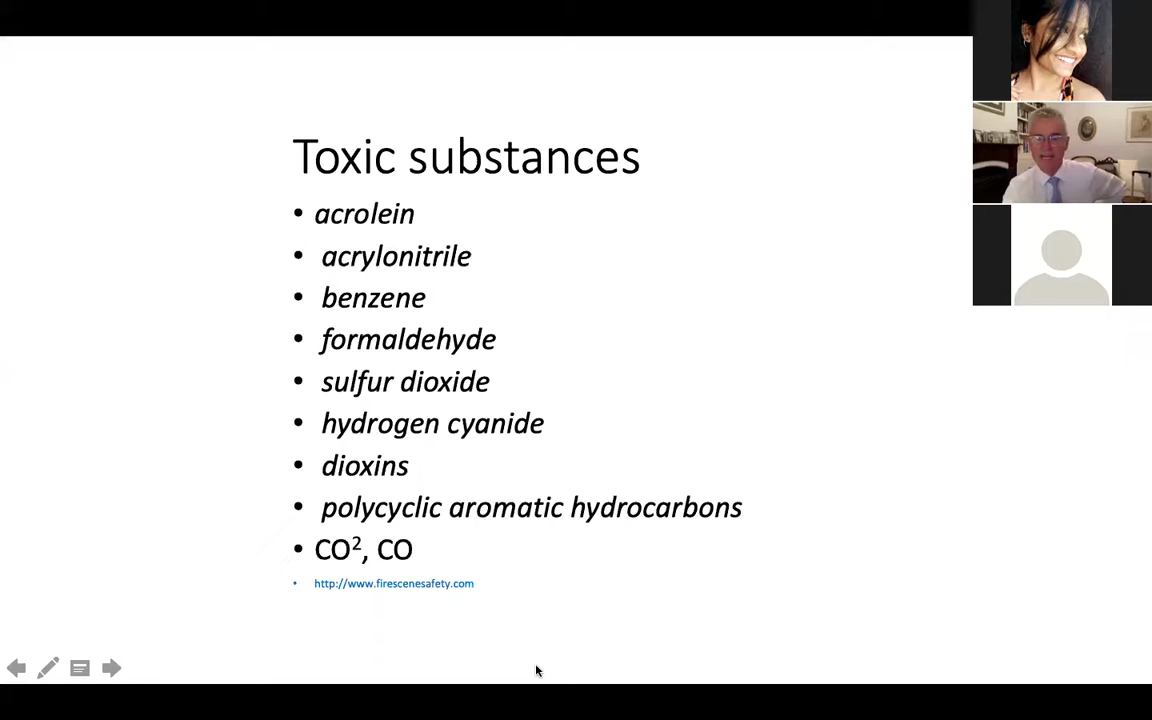 Toxic substances
• acrolein
• acrylonitrile
• benzene
• formaldehyde
• sulfur dioxide
• hydrogen cyanide
• dioxins
• polycyclic aromatic hydrocarbons
• CO², CO
• http://www.firescenesafety.com